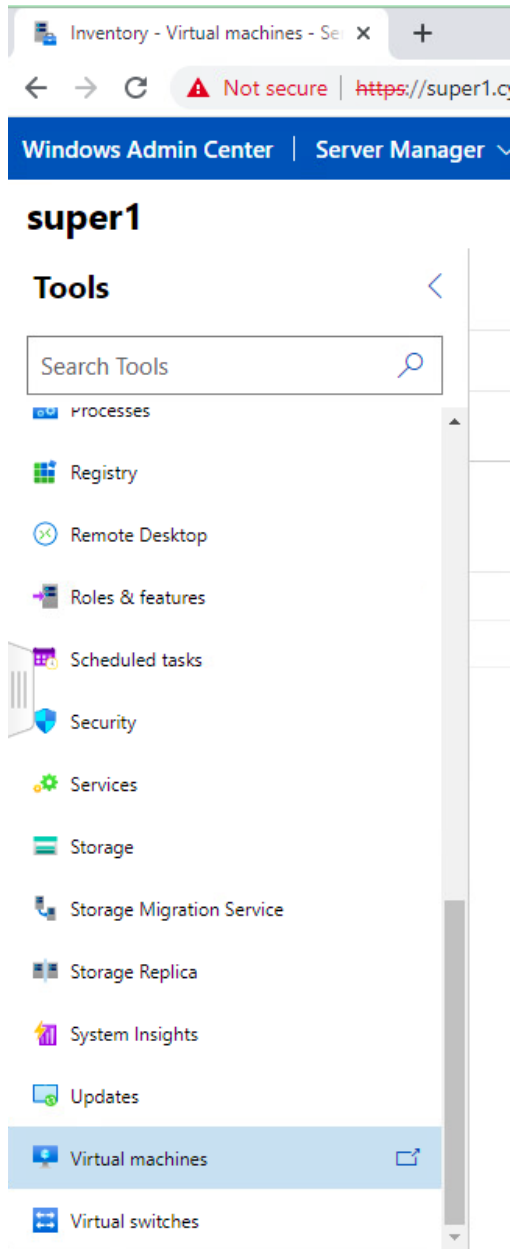 Inventory - Virtual machines - Se
Not secure | https://super1.cy
Windows Admin Center | Server Manager
super1
Tools
Search Tools
Processes
Registry
Remote Desktop
Roles & features
Scheduled tasks
Security
Services
Storage
Storage Migration Service
Storage Replica
System Insights
Updates
Virtual machines
Virtual switches